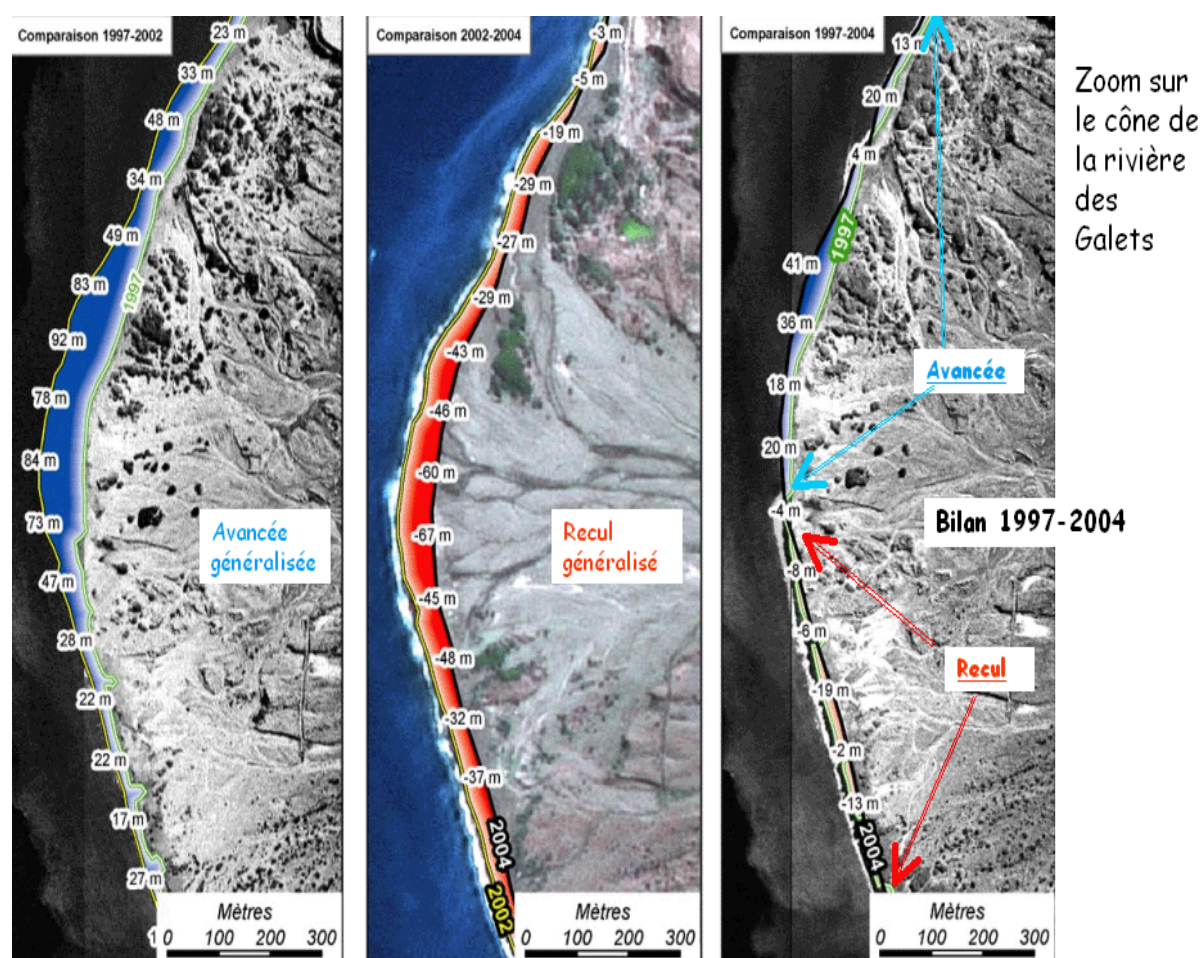 Comparaison 1997-2002
23 m
33 m
48 m
34 m
49 m
83 m
1997
92 m
78 m
84 m
73 m
Avancée
généralisée
47 m
28 m
22 m
22 m
17 m
27 m
1
Mètres
0 100 200 300
Comparaison 2002-2004
-3 m
-5 m
-19 m
-29 m
-27 m
-29 m
-43 m
-46 m
-60 m
-67 m
Recul
généralisé
-45 m
-48 m
-32 m
-37 m
2004
2002
Mètres
0 100 200 300
Comparaison 1997-2004
13 m
20 m
4 m
1997
41 m
36 m
Avancée
18 m
20 m
-4 m
Bilan 1997-2004
-8 m
-6 m
Recul
-19 m
-2 m
-13 m
2004
Mètres
0 100 200 300
Zoom sur
le cône de
la rivière
des
Galets